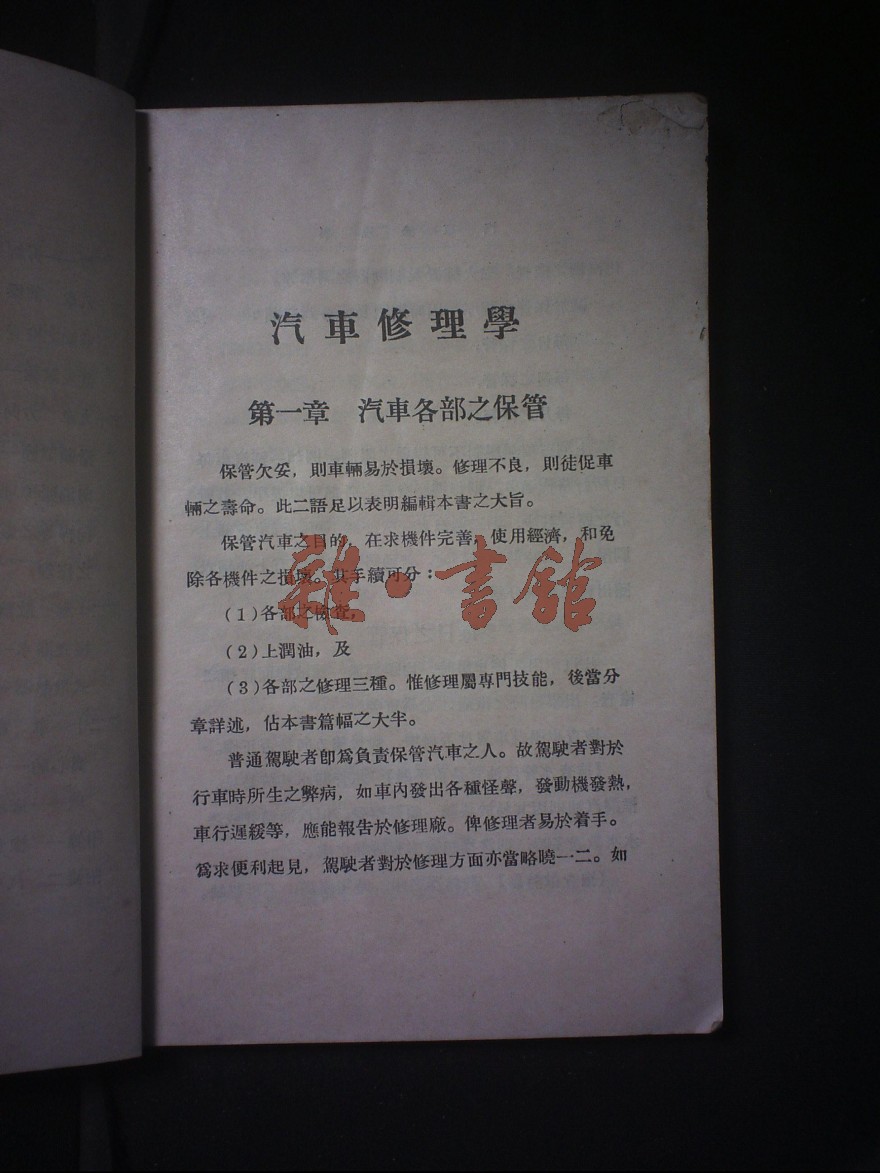 汽車修理學
第一章 汽車各部之保管
保管欠妥，則車輛易於損壞。修理不良，則徒促車
輛之壽命。此二語足以表明編輯本書之大旨。
保管汽車之目的，在求機件完善，使用經濟，和免
除各機件之損壞。其手續可分：
(1)各部之檢查，
(2)上潤油，及
(3)各部之修理三種。惟修理屬專門技能，後當分
章詳述，佔本書篇幅之大半。
普通駕駛者卽爲負責保管汽車之人。故駕駛者對於
行車時所生之弊病，如車內發出各種怪聲，發動機發熱，
車行遲緩等，應能報告於修理廠。俾修理者易於着手。
爲求便利起見，駕駛者對於修理方面亦當略曉一二。如
雜·書館